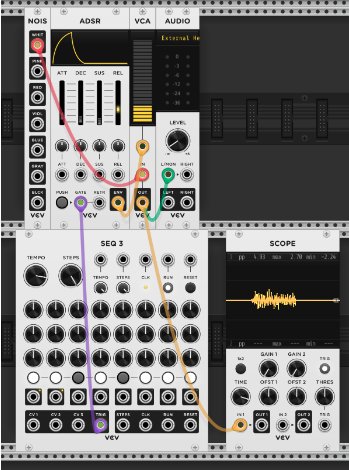 NOIS ADSR VCA AUDIO
WHIT
PINK
RED
VIOL
BLUE
GRAY
BLCK
VCV
External He
0
-3
-6
-12
-24
-36
ATT DEC SUS REL
LEVEL
ATT DEC SUS REL IN L/MON RIGHT
PUSH GATE RETR ENV OUT LEFT RIGHT
VCV VCV VCV
SEQ 3
TEMPO STEPS
TEMPO STEPS CLK RUN RESET
CV 1 CV 2 CV 3 TRIG STEPS CLK RUN RESET
VCV
SCOPE
1 pp 4.93 max 2.70 min -2.24
2 pp --- max --- min ---
1x2 GAIN 1 GAIN 2 TRIG
TIME OFST 1 OFST 2 THRES
IN 1 OUT 1 IN 2 OUT 2 TRIG
VCV